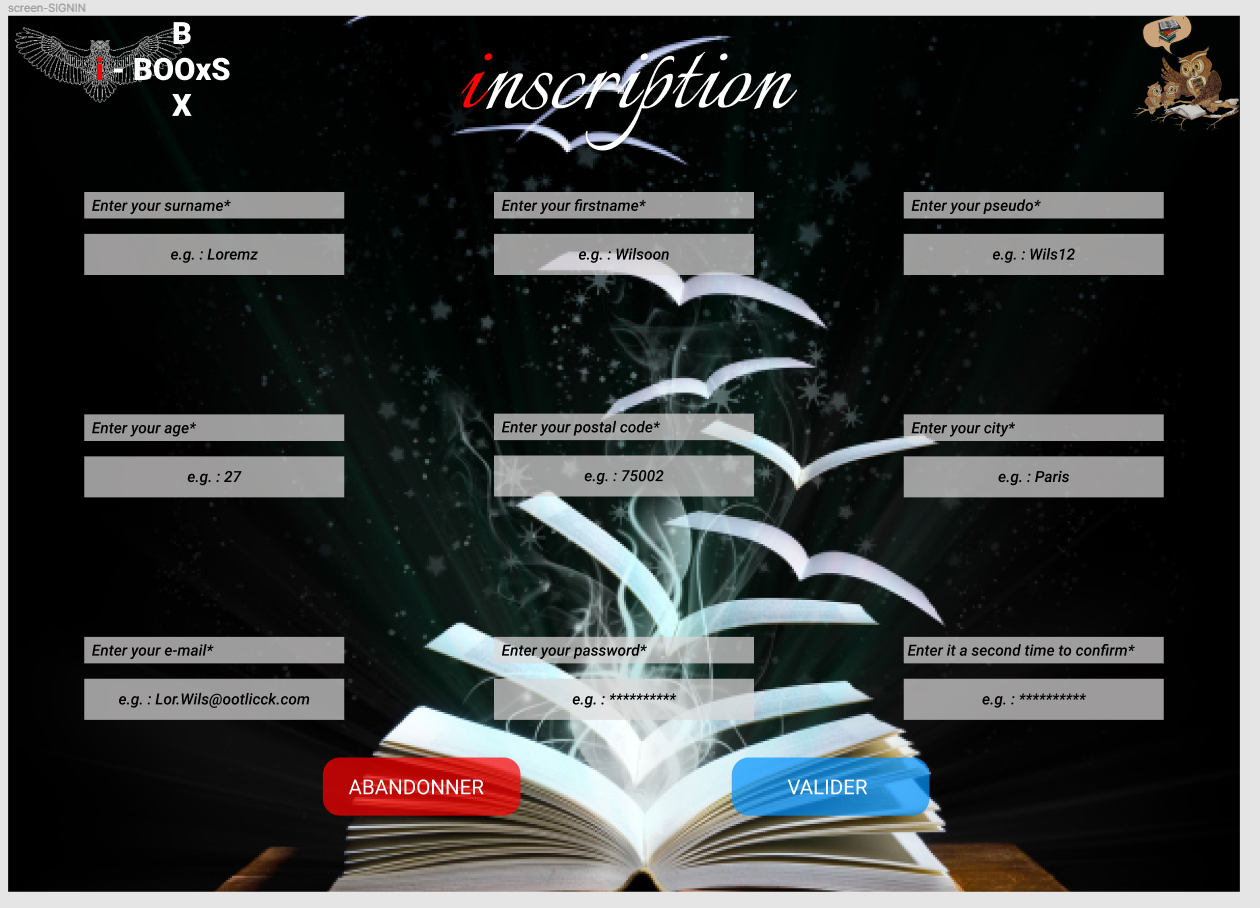 screen-SIGNIN
B
i - BOOxS
X
inscription
Enter your surname*
Enter your firstname*
Enter your pseudo*
e.g. : Loremz
e.g. : Wilsoon
e.g. : Wils12
Enter your age*
Enter your postal code*
Enter your city*
e.g. : 27
e.g. : 75002
e.g. : Paris
Enter your e-mail*
Enter your password*
Enter it a second time to confirm*
e.g. : Lor.Wils@ootlicck.com
e.g. : **********
e.g. : **********
ABANDONNER
VALIDER